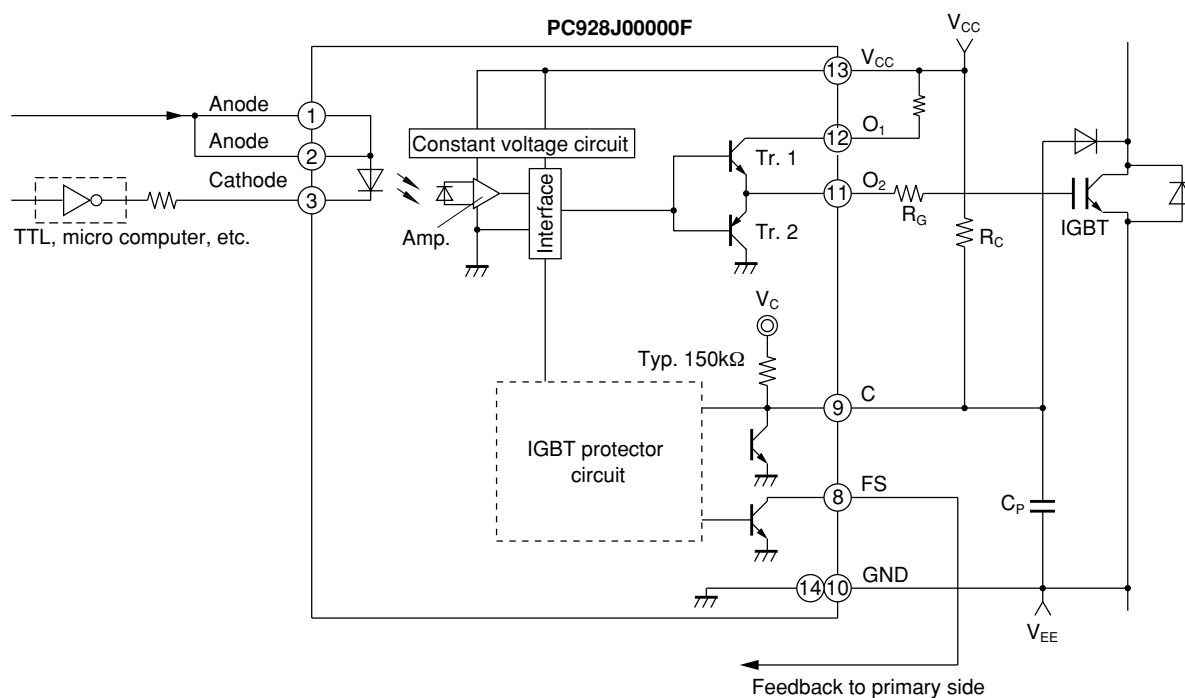 PC928J00000F
VCC
13
VCC
Anode
1
Constant voltage circuit
12
O1
Anode
2
Tr. 1
Cathode
3
11
O2
Interface
RG
TTL, micro computer, etc.
Amp.
Tr. 2
RC
IGBT
VC
Typ. 150kΩ
9
C
IGBT protector
circuit
8
FS
CP
14
10
GND
VEE
Feedback to primary side